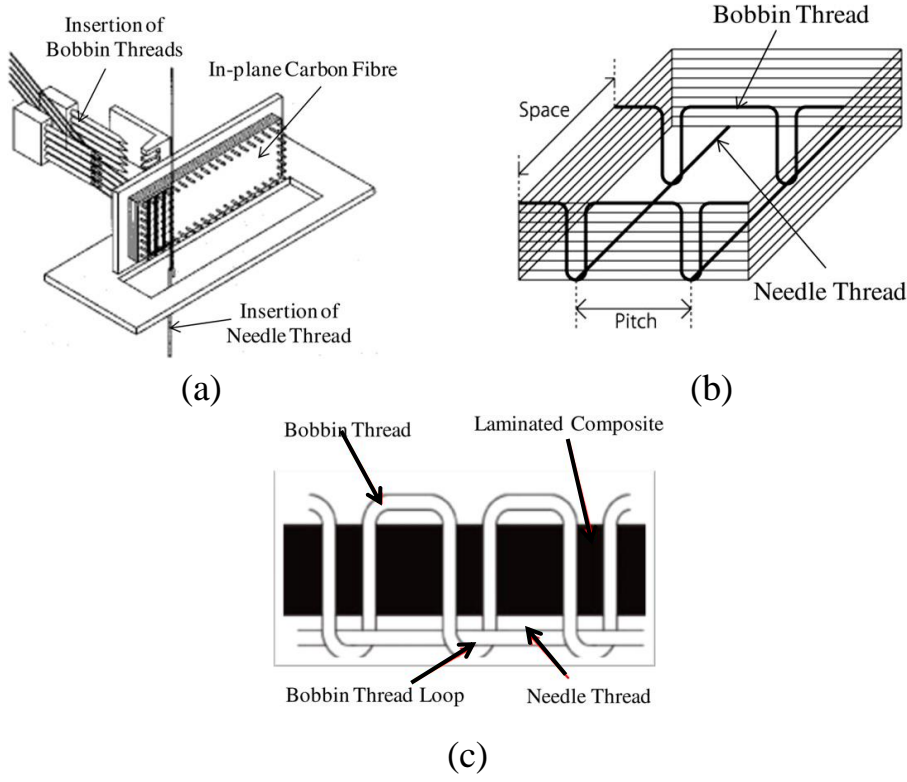 Insertion of
Bobbin Threads
In-plane Carbon Fibre
Insertion of
Needle Thread
(a)
Bobbin Thread
Space
Needle Thread
Pitch
(b)
Bobbin Thread
Laminated Composite
Bobbin Thread Loop
Needle Thread
(c)